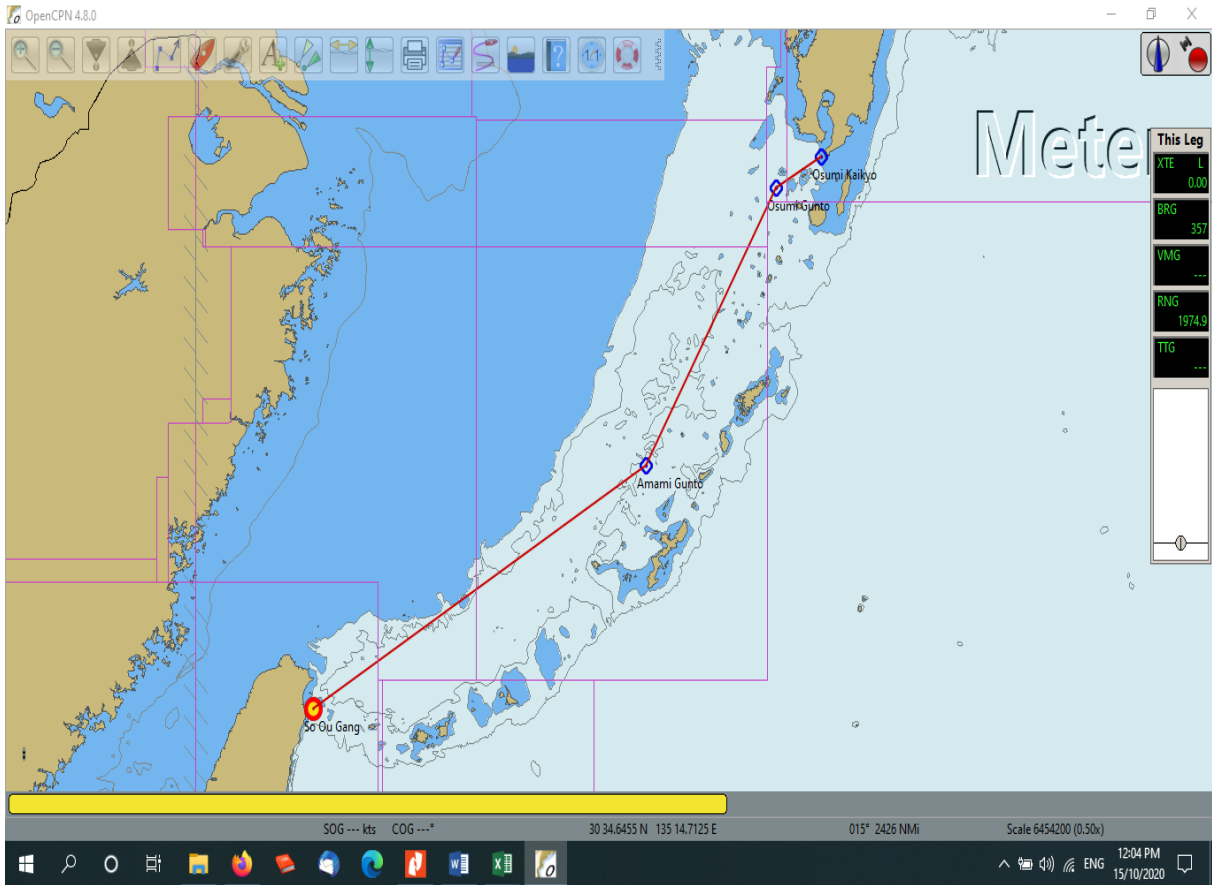 OpenCPN 4.8.0
1:1
Mete
This Leg
XTE L
0.00
BRG
357
VMG
---
RNG
1974.9
TTG
---
Osumi Kaikyo
Osumi Gunto
Amami Gunto
So Ou Gang
SOG --- kts COG ---°
30 34.6455 N 135 14.7125 E
015° 2426 NMi
Scale 6454200 (0.50x)
ENG
12:04 PM
15/10/2020